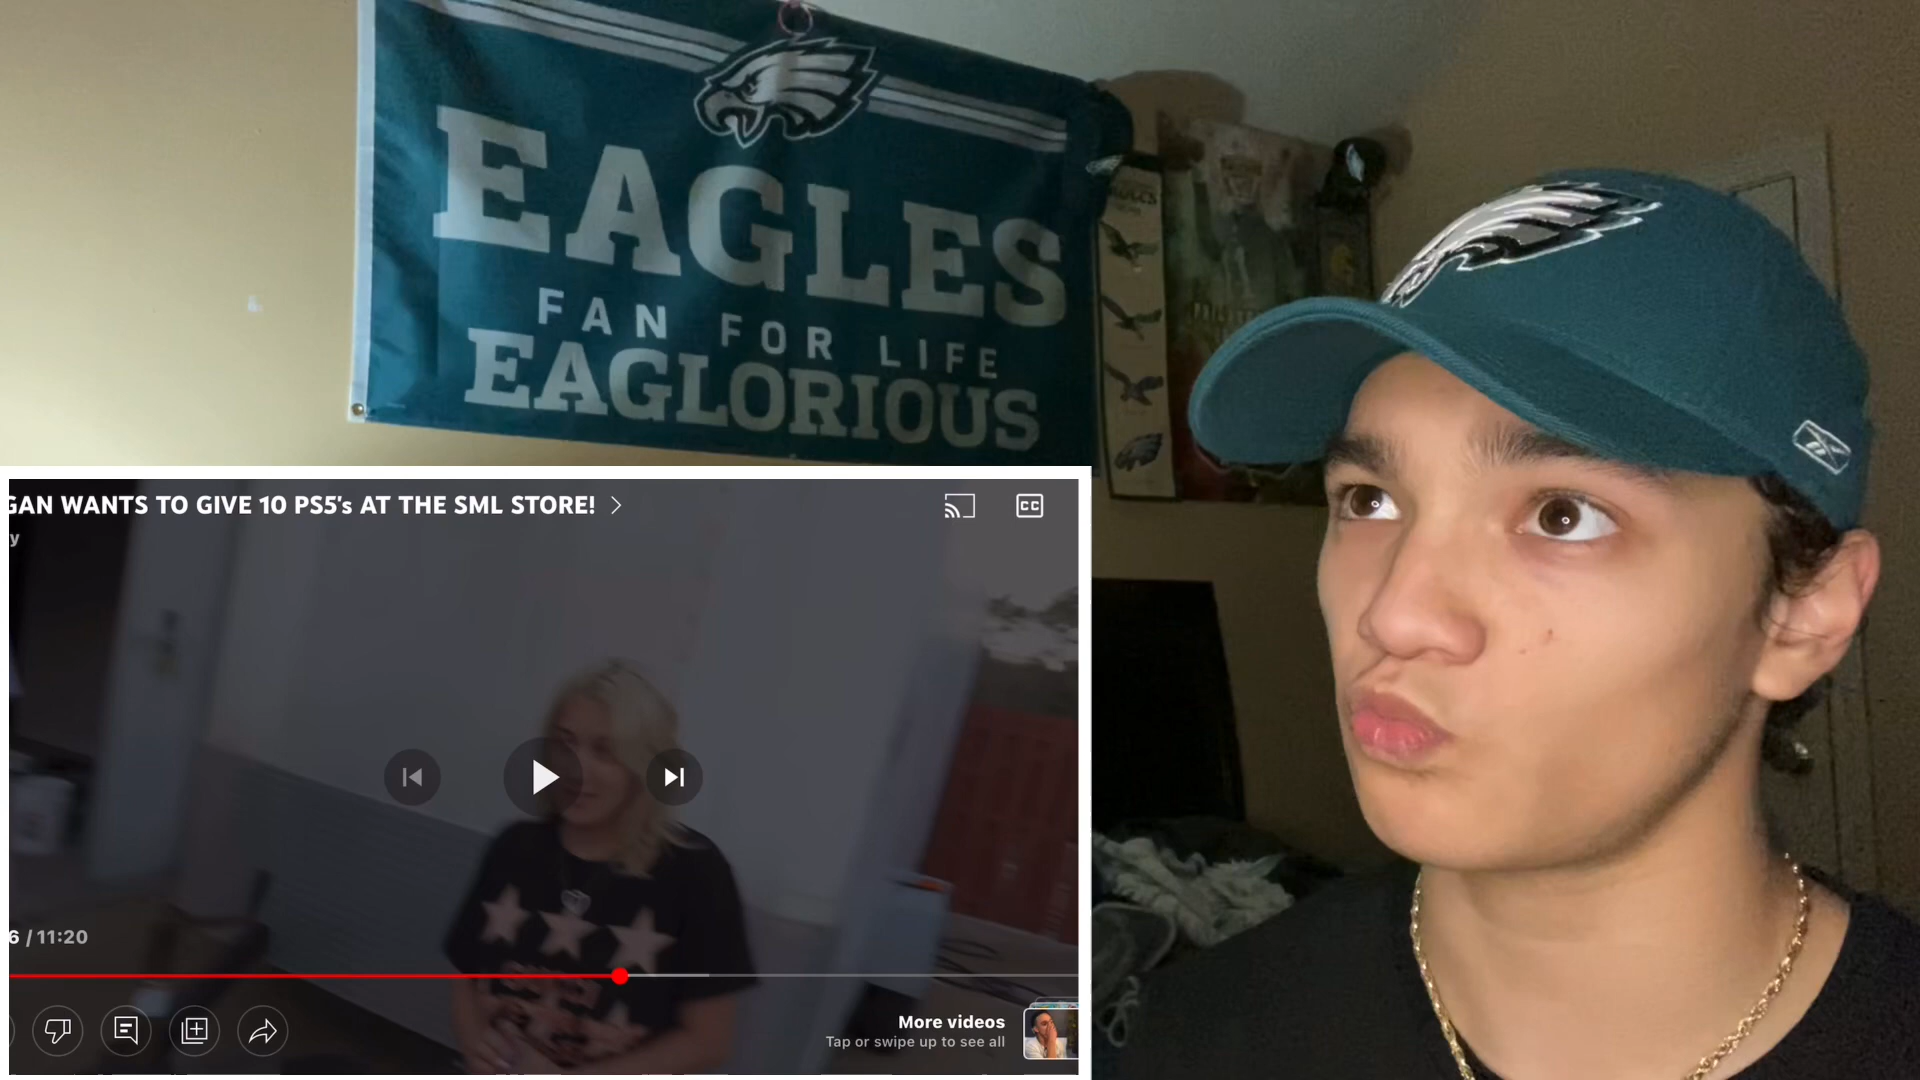 EAGLES
FAN FOR LIFE
EAGLORIOUS
GAN WANTS TO GIVE 10 PS5's AT THE SML STORE!
CC
y
6 / 11:20
More videos
Tap or swipe up to see all